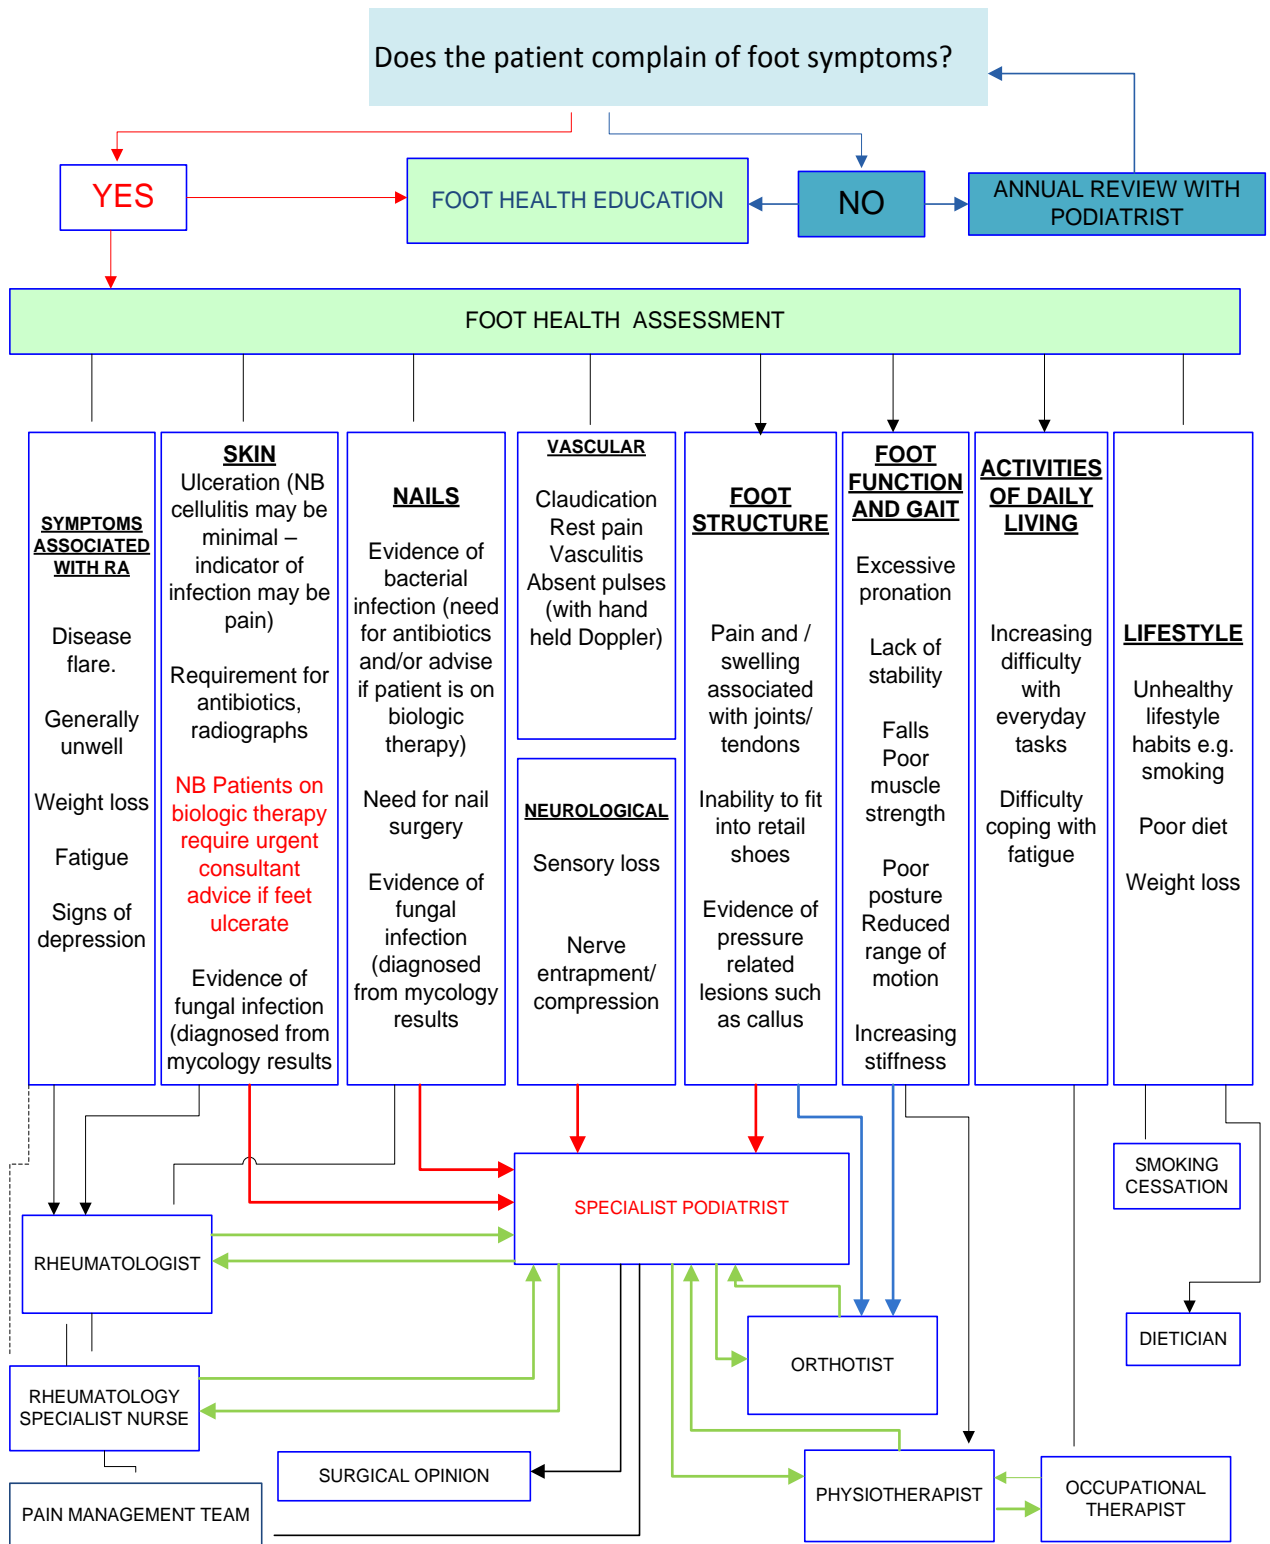 Does the patient complain of foot symptoms?
YES
FOOT HEALTH EDUCATION
NO
ANNUAL REVIEW WITH
PODIATRIST
FOOT HEALTH  ASSESSMENT
SYMPTOMS
ASSOCIATED
WITH RA
Disease
flare.
Generally
unwell
Weight loss
Fatigue
Signs of
depression
SKIN
Ulceration (NB
cellulitis may be
minimal –
indicator of
infection may be
pain)
Requirement for
antibiotics,
radiographs
NB Patients on
biologic therapy
require urgent
consultant
advice if feet
ulcerate
Evidence of
fungal infection
(diagnosed from
mycology results
NAILS
Evidence of
bacterial
infection (need
for antibiotics
and/or advise
if patient is on
biologic
therapy)
Need for nail
surgery
Evidence of
fungal
infection
(diagnosed
from mycology
results
VASCULAR
Claudication
Rest pain
Vasculitis
Absent pulses
(with hand
held Doppler)
NEUROLOGICAL
Sensory loss
Nerve
entrapment/
compression
FOOT
STRUCTURE
Pain and /
swelling
associated
with joints/
tendons
Inability to fit
into retail
shoes
Evidence of
pressure
related
lesions such
as callus
FOOT
FUNCTION
AND GAIT
Excessive
pronation
Lack of
stability
Falls
Poor
muscle
strength
Poor
posture
Reduced
range of
motion
Increasing
stiffness
ACTIVITIES
OF DAILY
LIVING
Increasing
difficulty
with
everyday
tasks
Difficulty
coping with
fatigue
LIFESTYLE
Unhealthy
lifestyle
habits e.g.
smoking
Poor diet
Weight loss
SPECIALIST PODIATRIST
SMOKING
CESSATION
RHEUMATOLOGIST
DIETICIAN
ORTHOTIST
RHEUMATOLOGY
SPECIALIST NURSE
SURGICAL OPINION
PHYSIOTHERAPIST
OCCUPATIONAL
THERAPIST
PAIN MANAGEMENT TEAM